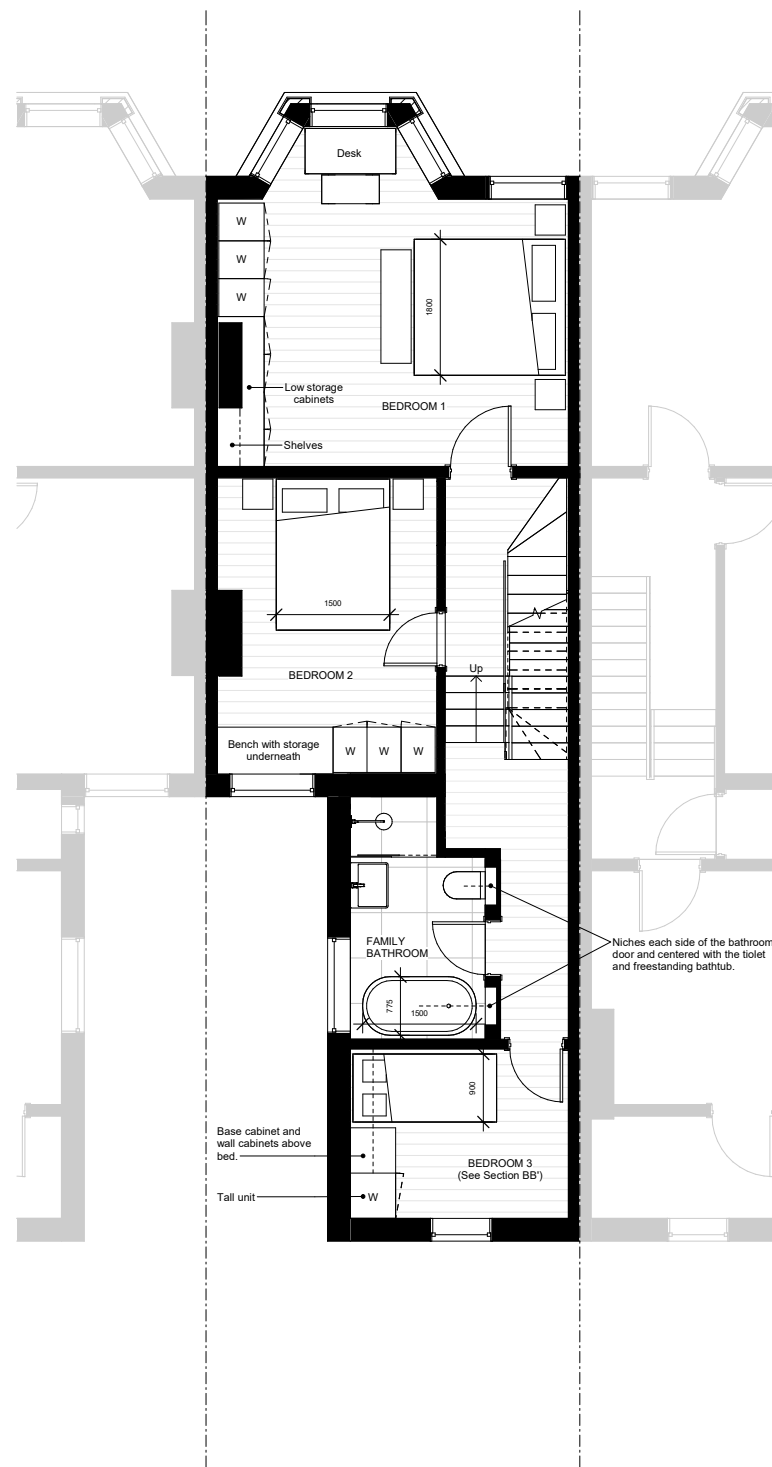 Desk
W
W
W
1800
Low storage
cabinets
BEDROOM 1
Shelves
1500
BEDROOM 2
Up
Bench with storage
underneath
W
W
W
FAMILY
BATHROOM
Niches each side of the bathroom
door and centered with the tiolet
and freestanding bathtub.
775
1500
900
Base cabinet and
wall cabinets above
bed.
BEDROOM 3
(See Section BB')
Tall unit
W